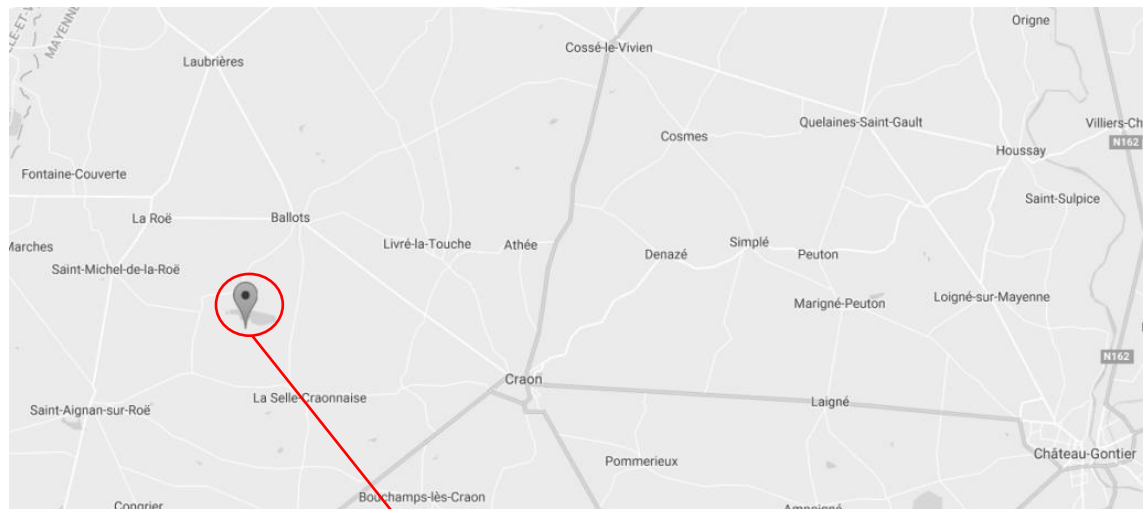 Origne
Cossé-le-Vivien
MAYENNE
Laubrières
Quelaines-Saint-Gault
Villiers-Ch
Cosmes
N162
Houssay
Fontaine-Couverte
Saint-Sulpice
La Roë
Ballots
Marches
Livré-la-Touche
Athée
Simplé
Denazé
Peuton
Saint-Michel-de-la-Roë
Marigné-Peuton
Loigné-sur-Mayenne
N162
Craon
La Selle-Craonnaise
Laigné
Saint-Aignan-sur-Roë
Château-Gontier
Pommerieux
Bouchamps-lès-Craon
Congrier
Ampoigné